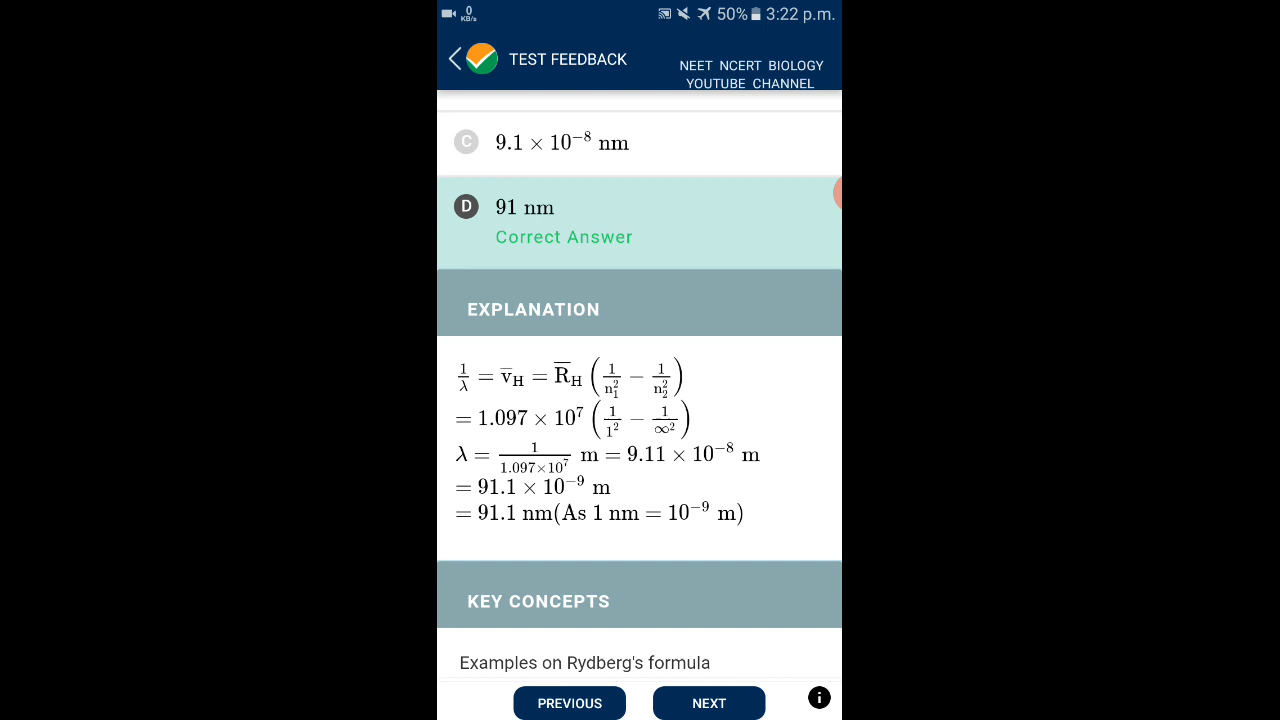 0
KB/s
50% 3:22 p.m.
TEST FEEDBACK
NEET NCERT BIOLOGY
YOUTUBE CHANNEL
C 9.1 × 10⁻⁸ nm
D 91 nm
Correct Answer
EXPLANATION
1/λ = v̅_H = R̅_H (1/n₁² − 1/n₂²)
= 1.097 × 10⁷ (1/1² − 1/∞²)
λ = 1/(1.097×10⁷) m = 9.11 × 10⁻⁸ m
= 91.1 × 10⁻⁹ m
= 91.1 nm(As 1 nm = 10⁻⁹ m)
KEY CONCEPTS
Examples on Rydberg's formula
PREVIOUS NEXT i